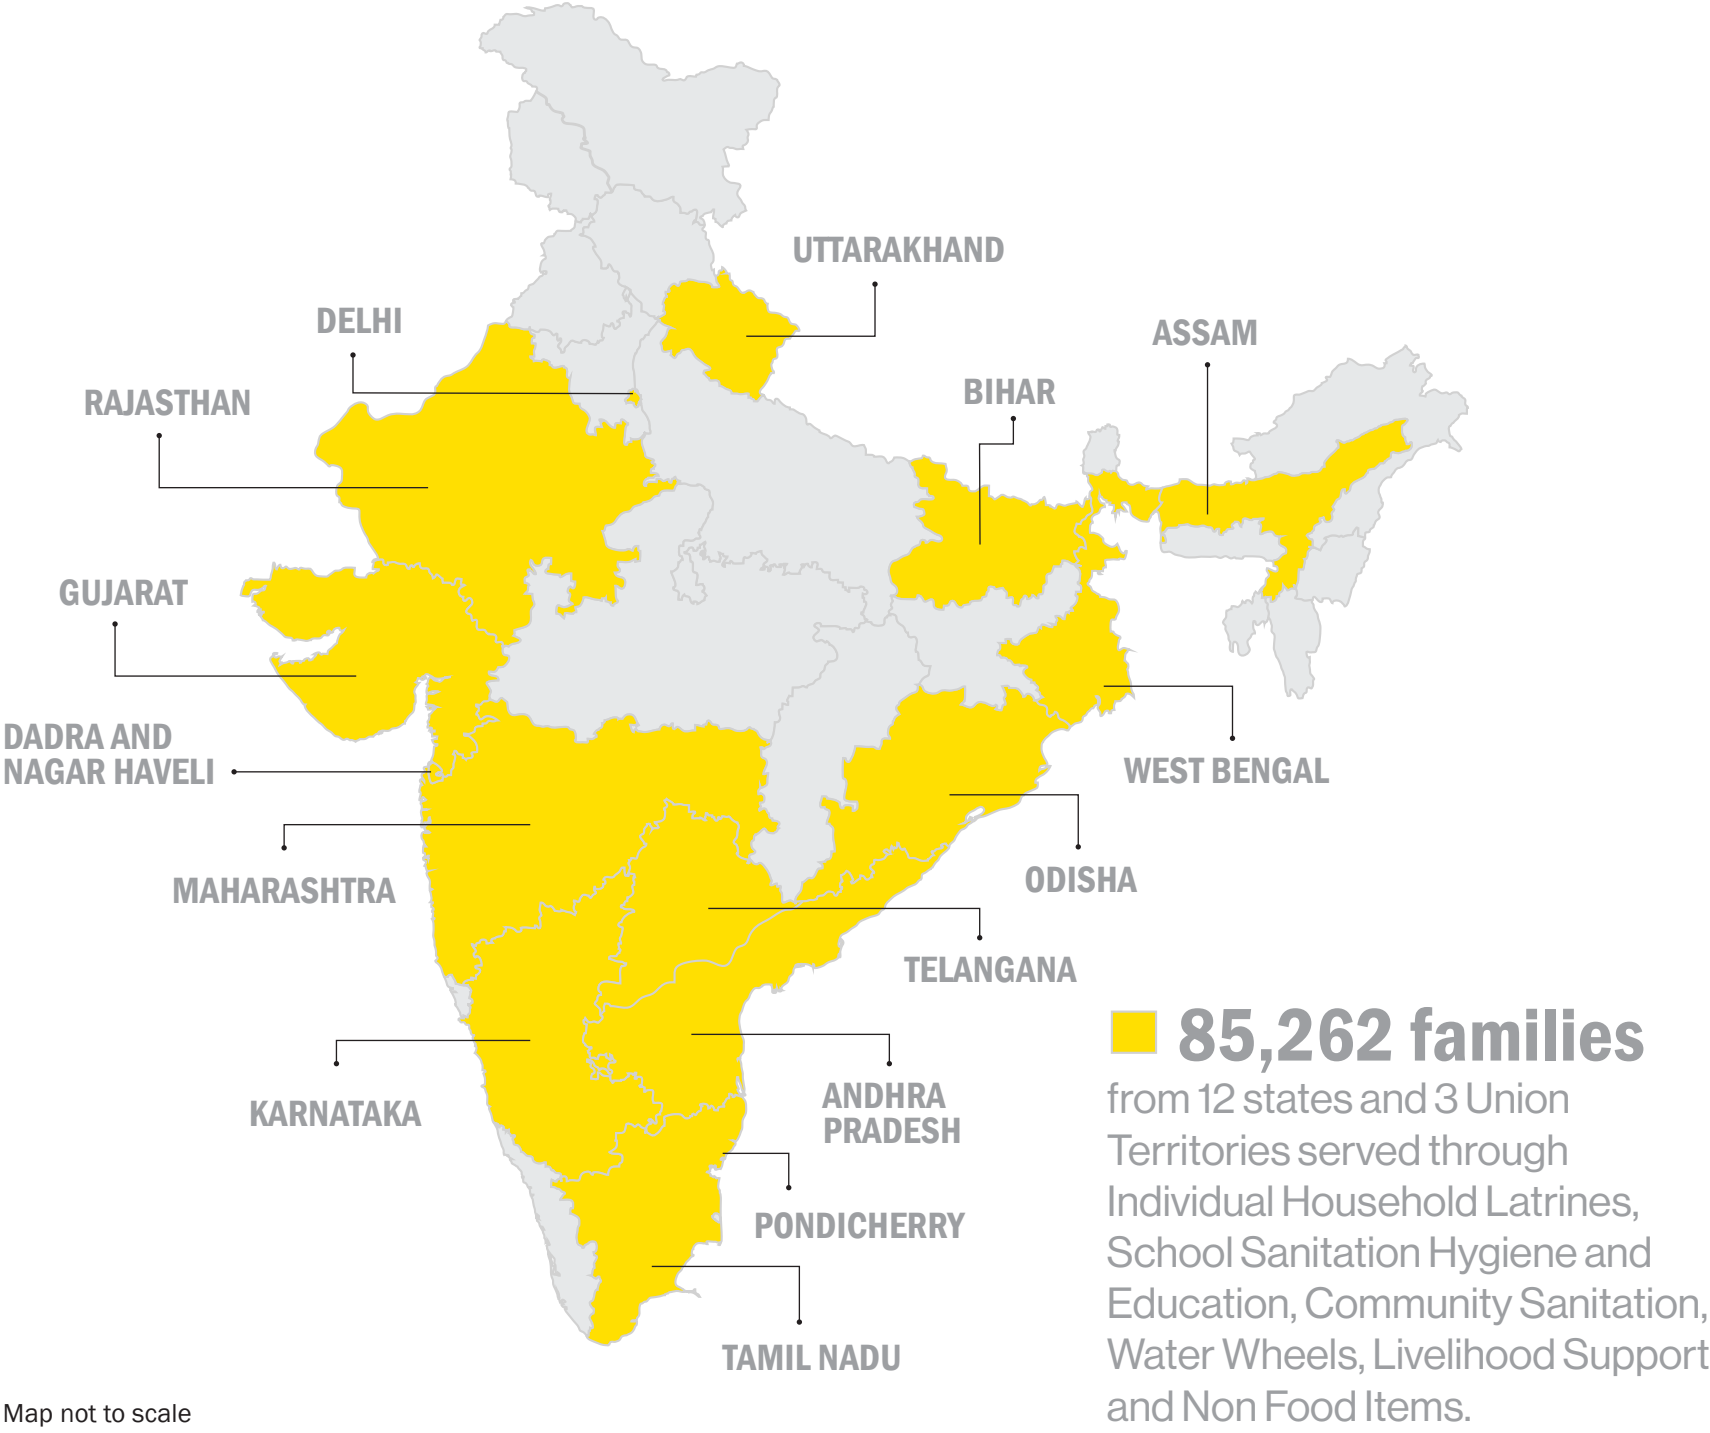 UTTARAKHAND
DELHI
ASSAM
BIHAR
RAJASTHAN
GUJARAT
DADRA AND
NAGAR HAVELI
WEST BENGAL
MAHARASHTRA
ODISHA
TELANGANA
KARNATAKA
ANDHRA
PRADESH
PONDICHERRY
TAMIL NADU
85,262 families
from 12 states and 3 Union
Territories served through
Individual Household Latrines,
School Sanitation Hygiene and
Education, Community Sanitation,
Water Wheels, Livelihood Support
and Non Food Items.
Map not to scale